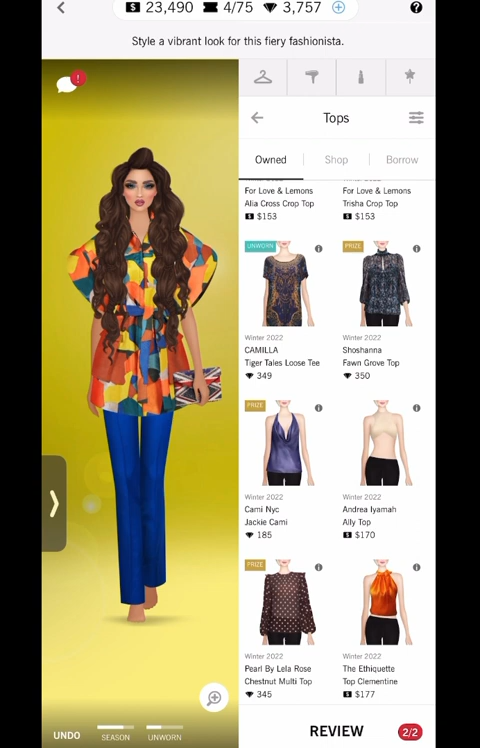 23,490 4/75 3,757
Style a vibrant look for this fiery fashionista.
Tops
Owned Shop Borrow
For Love & Lemons
Alia Cross Crop Top
$153
For Love & Lemons
Trisha Crop Top
$153
UNWORN
Winter 2022
CAMILLA
Tiger Tales Loose Tee
349
PRIZE
Winter 2022
Shoshanna
Fawn Grove Top
350
PRIZE
Winter 2022
Cami Nyc
Jackie Cami
185
Winter 2022
Andrea Iyamah
Ally Top
$170
PRIZE
Winter 2022
Pearl By Lela Rose
Chestnut Multi Top
345
Winter 2022
The Ethiquette
Top Clementine
$177
UNDO
SEASON
UNWORN
REVIEW
2/2